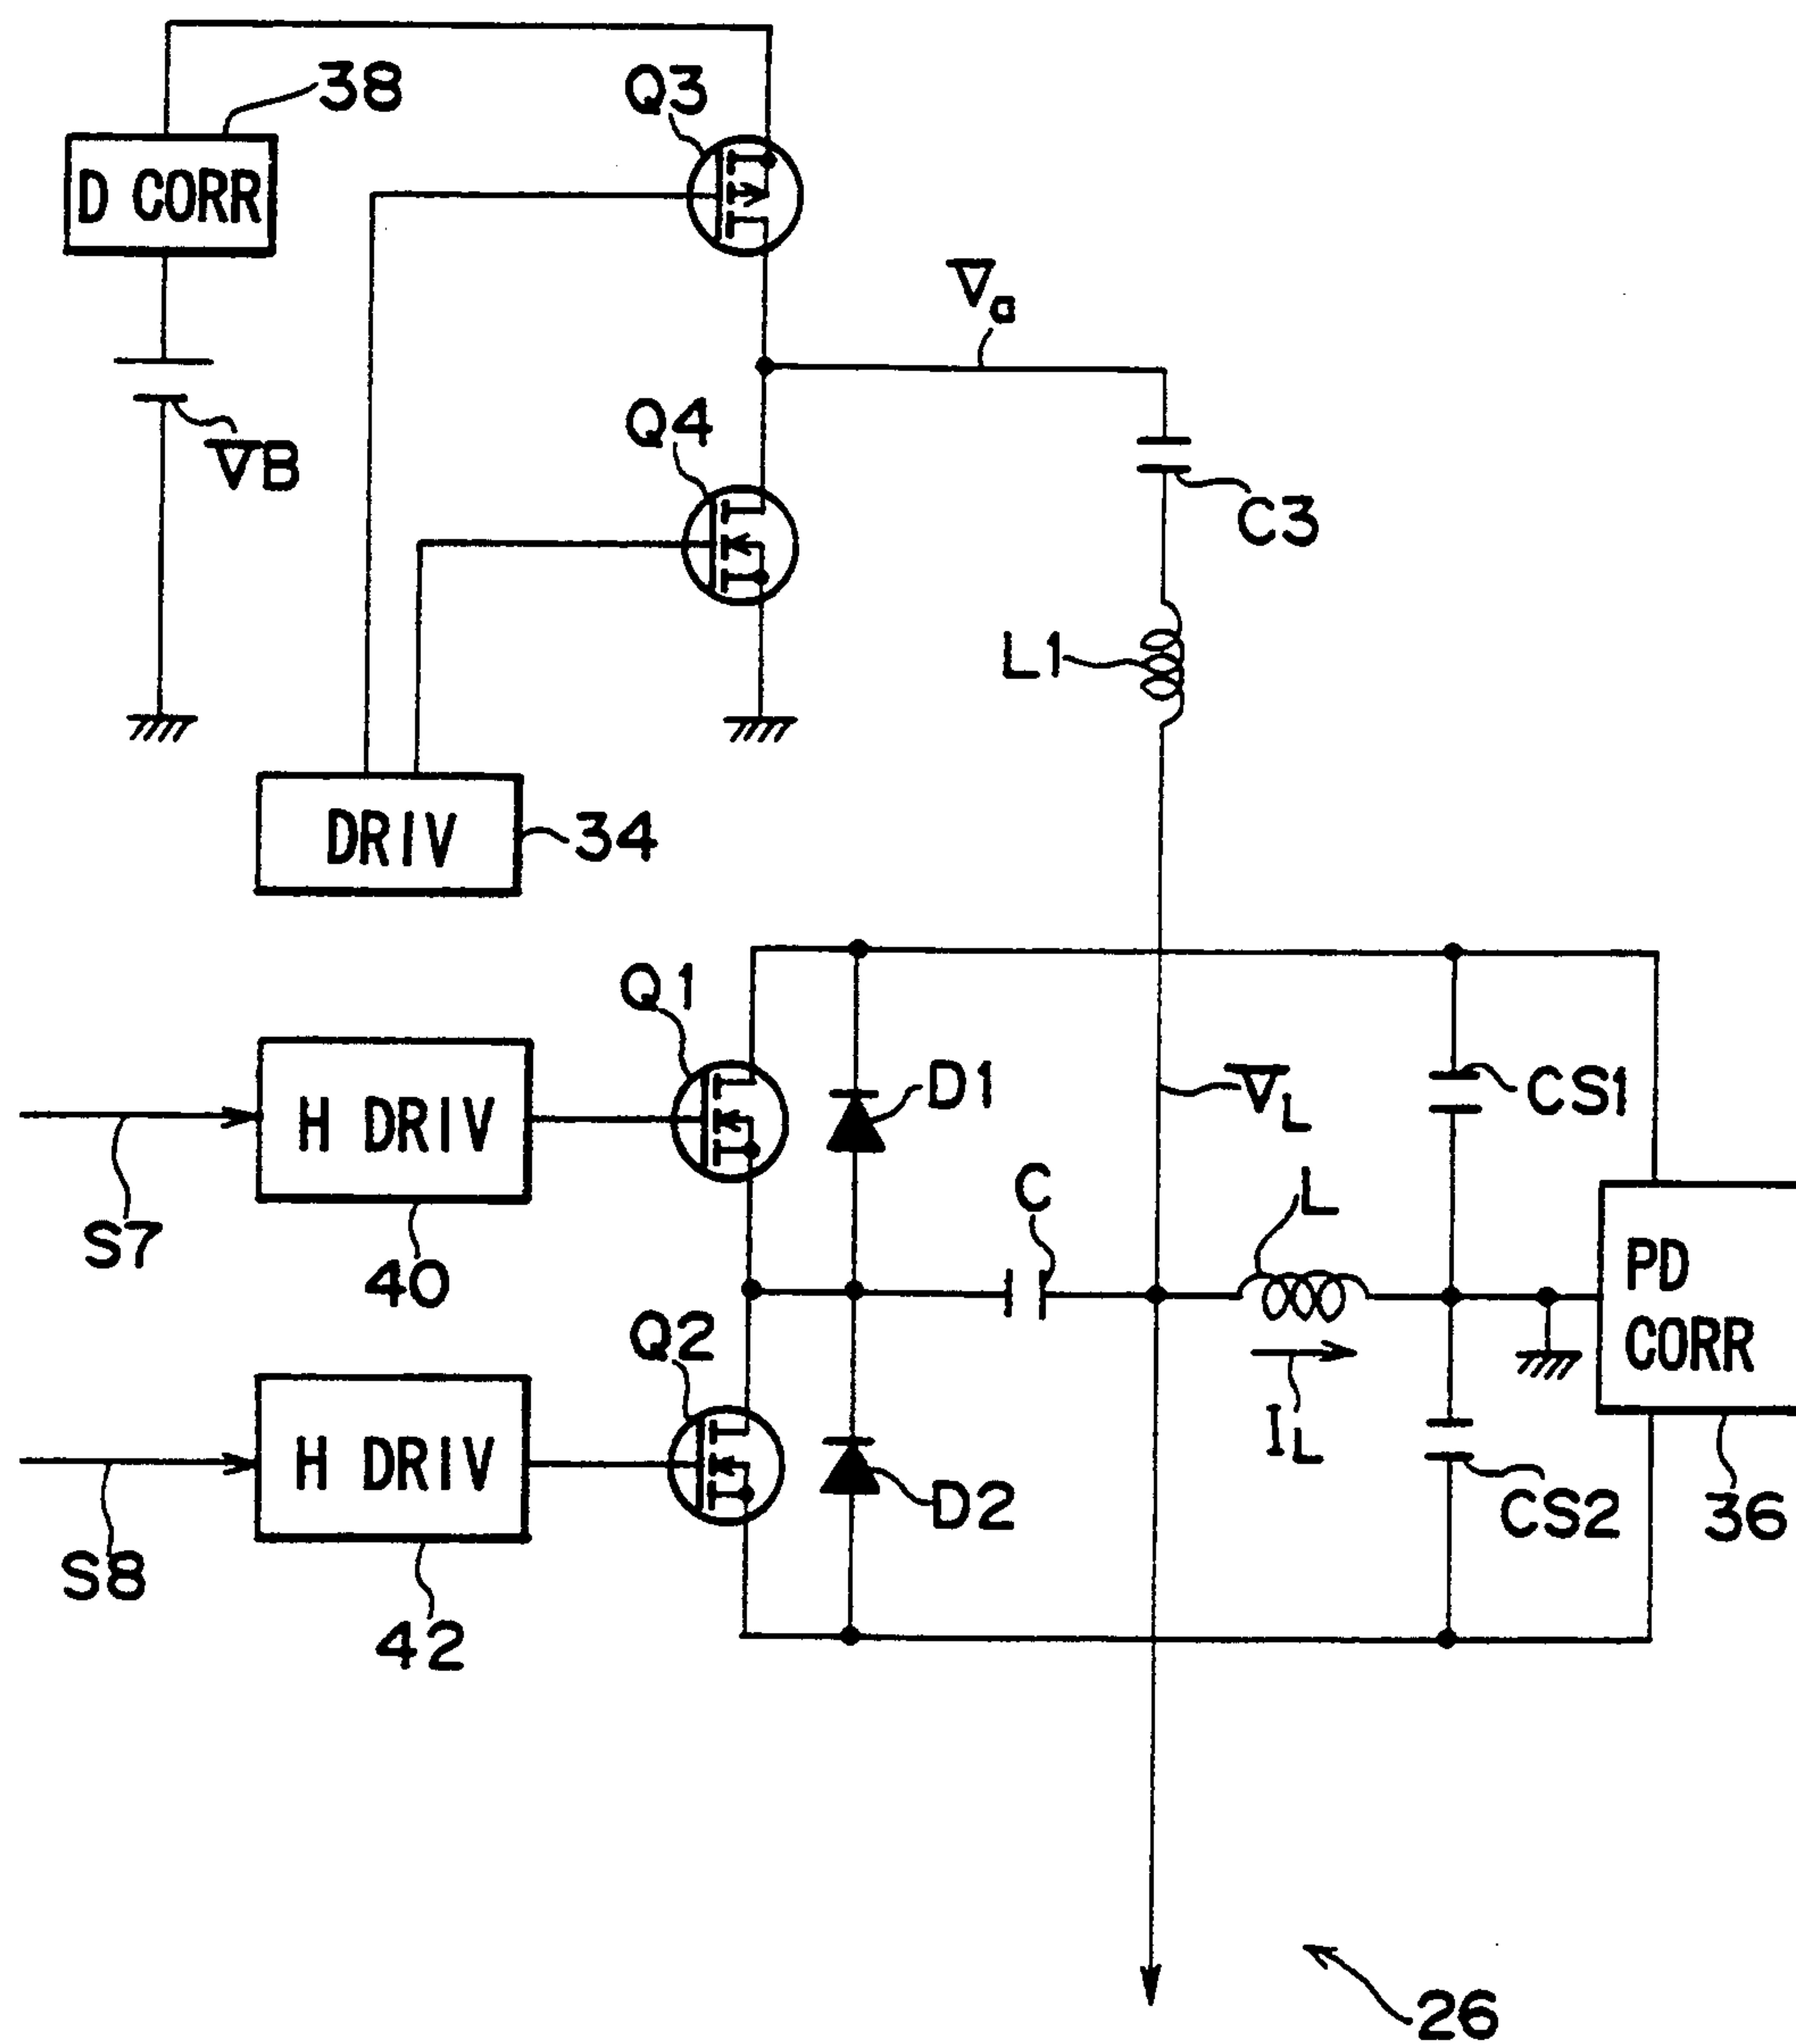 38
Q3
D CORR
Va
Q4
VB
C3
L1
DRIV
34
Q1
D1
VL
CS1
H DRIV
C
L
S7
40
PD
CORR
Q2
IL
H DRIV
D2
CS2
36
S8
42
26